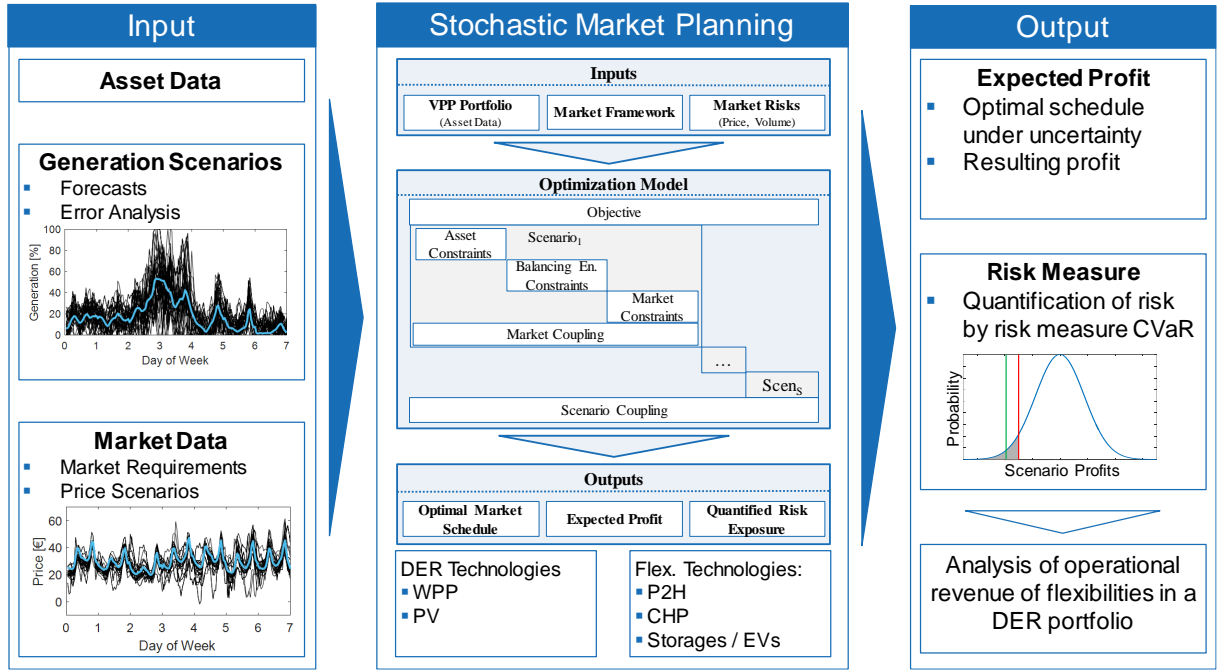 Input
Asset Data
Generation Scenarios
▪ Forecasts
▪ Error Analysis
100
80
60
40
20
0
Generation [%]
0 1 2 3 4 5 6 7
Day of Week
Market Data
▪ Market Requirements
▪ Price Scenarios
60
40
20
0
Price [€]
0 1 2 3 4 5 6 7
Day of Week
Stochastic Market Planning
Inputs
VPP Portfolio
(Asset Data)
Market Framework
Market Risks
(Price, Volume)
Optimization Model
Objective
Asset
Constraints
Scenario₁
Balancing En.
Constraints
Market
Constraints
Market Coupling
...
Scen_S
Scenario Coupling
Outputs
Optimal Market
Schedule
Expected Profit
Quantified Risk
Exposure
DER Technologies
▪ WPP
▪ PV
Flex. Technologies:
▪ P2H
▪ CHP
▪ Storages / EVs
Output
Expected Profit
▪ Optimal schedule
under uncertainty
▪ Resulting profit
Risk Measure
▪ Quantification of risk
by risk measure CVaR
Probability
Scenario Profits
Analysis of operational
revenue of flexibilities in a
DER portfolio